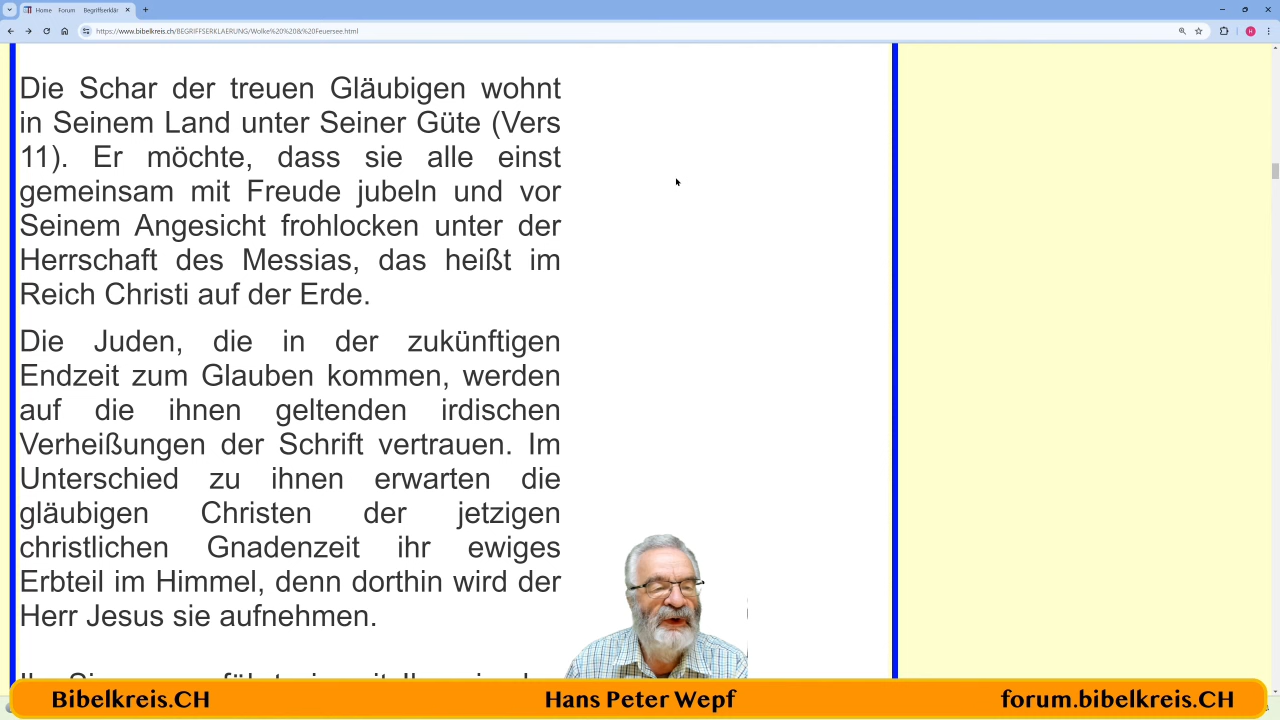 Home Forum Begriffserklär
https://www.bibelkreis.ch/BEGRIFFSERKLAERUNG/Wolke%20%20&%20Feuersee.html
Die Schar der treuen Gläubigen wohnt
in Seinem Land unter Seiner Güte (Vers
11). Er möchte, dass sie alle einst
gemeinsam mit Freude jubeln und vor
Seinem Angesicht frohlocken unter der
Herrschaft des Messias, das heißt im
Reich Christi auf der Erde.
Die Juden, die in der zukünftigen
Endzeit zum Glauben kommen, werden
auf die ihnen geltenden irdischen
Verheißungen der Schrift vertrauen. Im
Unterschied zu ihnen erwarten die
gläubigen Christen der jetzigen
christlichen Gnadenzeit ihr ewiges
Erbteil im Himmel, denn dorthin wird der
Herr Jesus sie aufnehmen.
Bibelkreis.CH Hans Peter Wepf forum.bibelkreis.CH